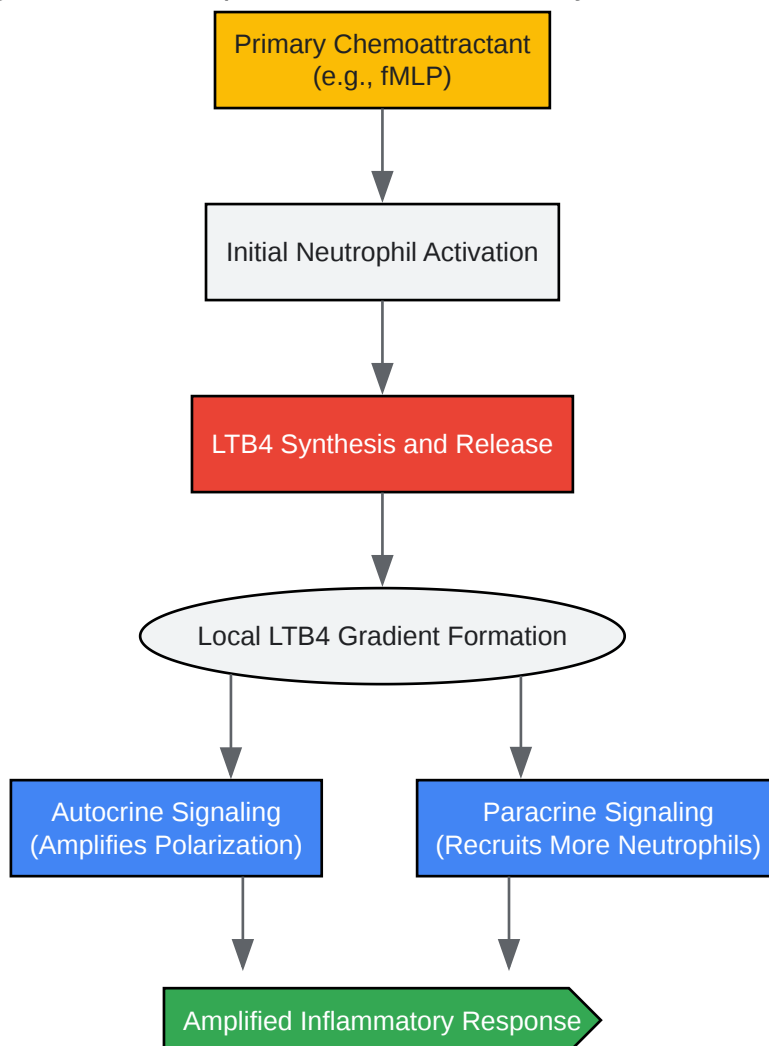 Primary Chemoattractant
(e.g., fMLP)
Initial Neutrophil Activation
LTB4 Synthesis and Release
Local LTB4 Gradient Formation
Autocrine Signaling
(Amplifies Polarization)
Paracrine Signaling
(Recruits More Neutrophils)
Amplified Inflammatory Response